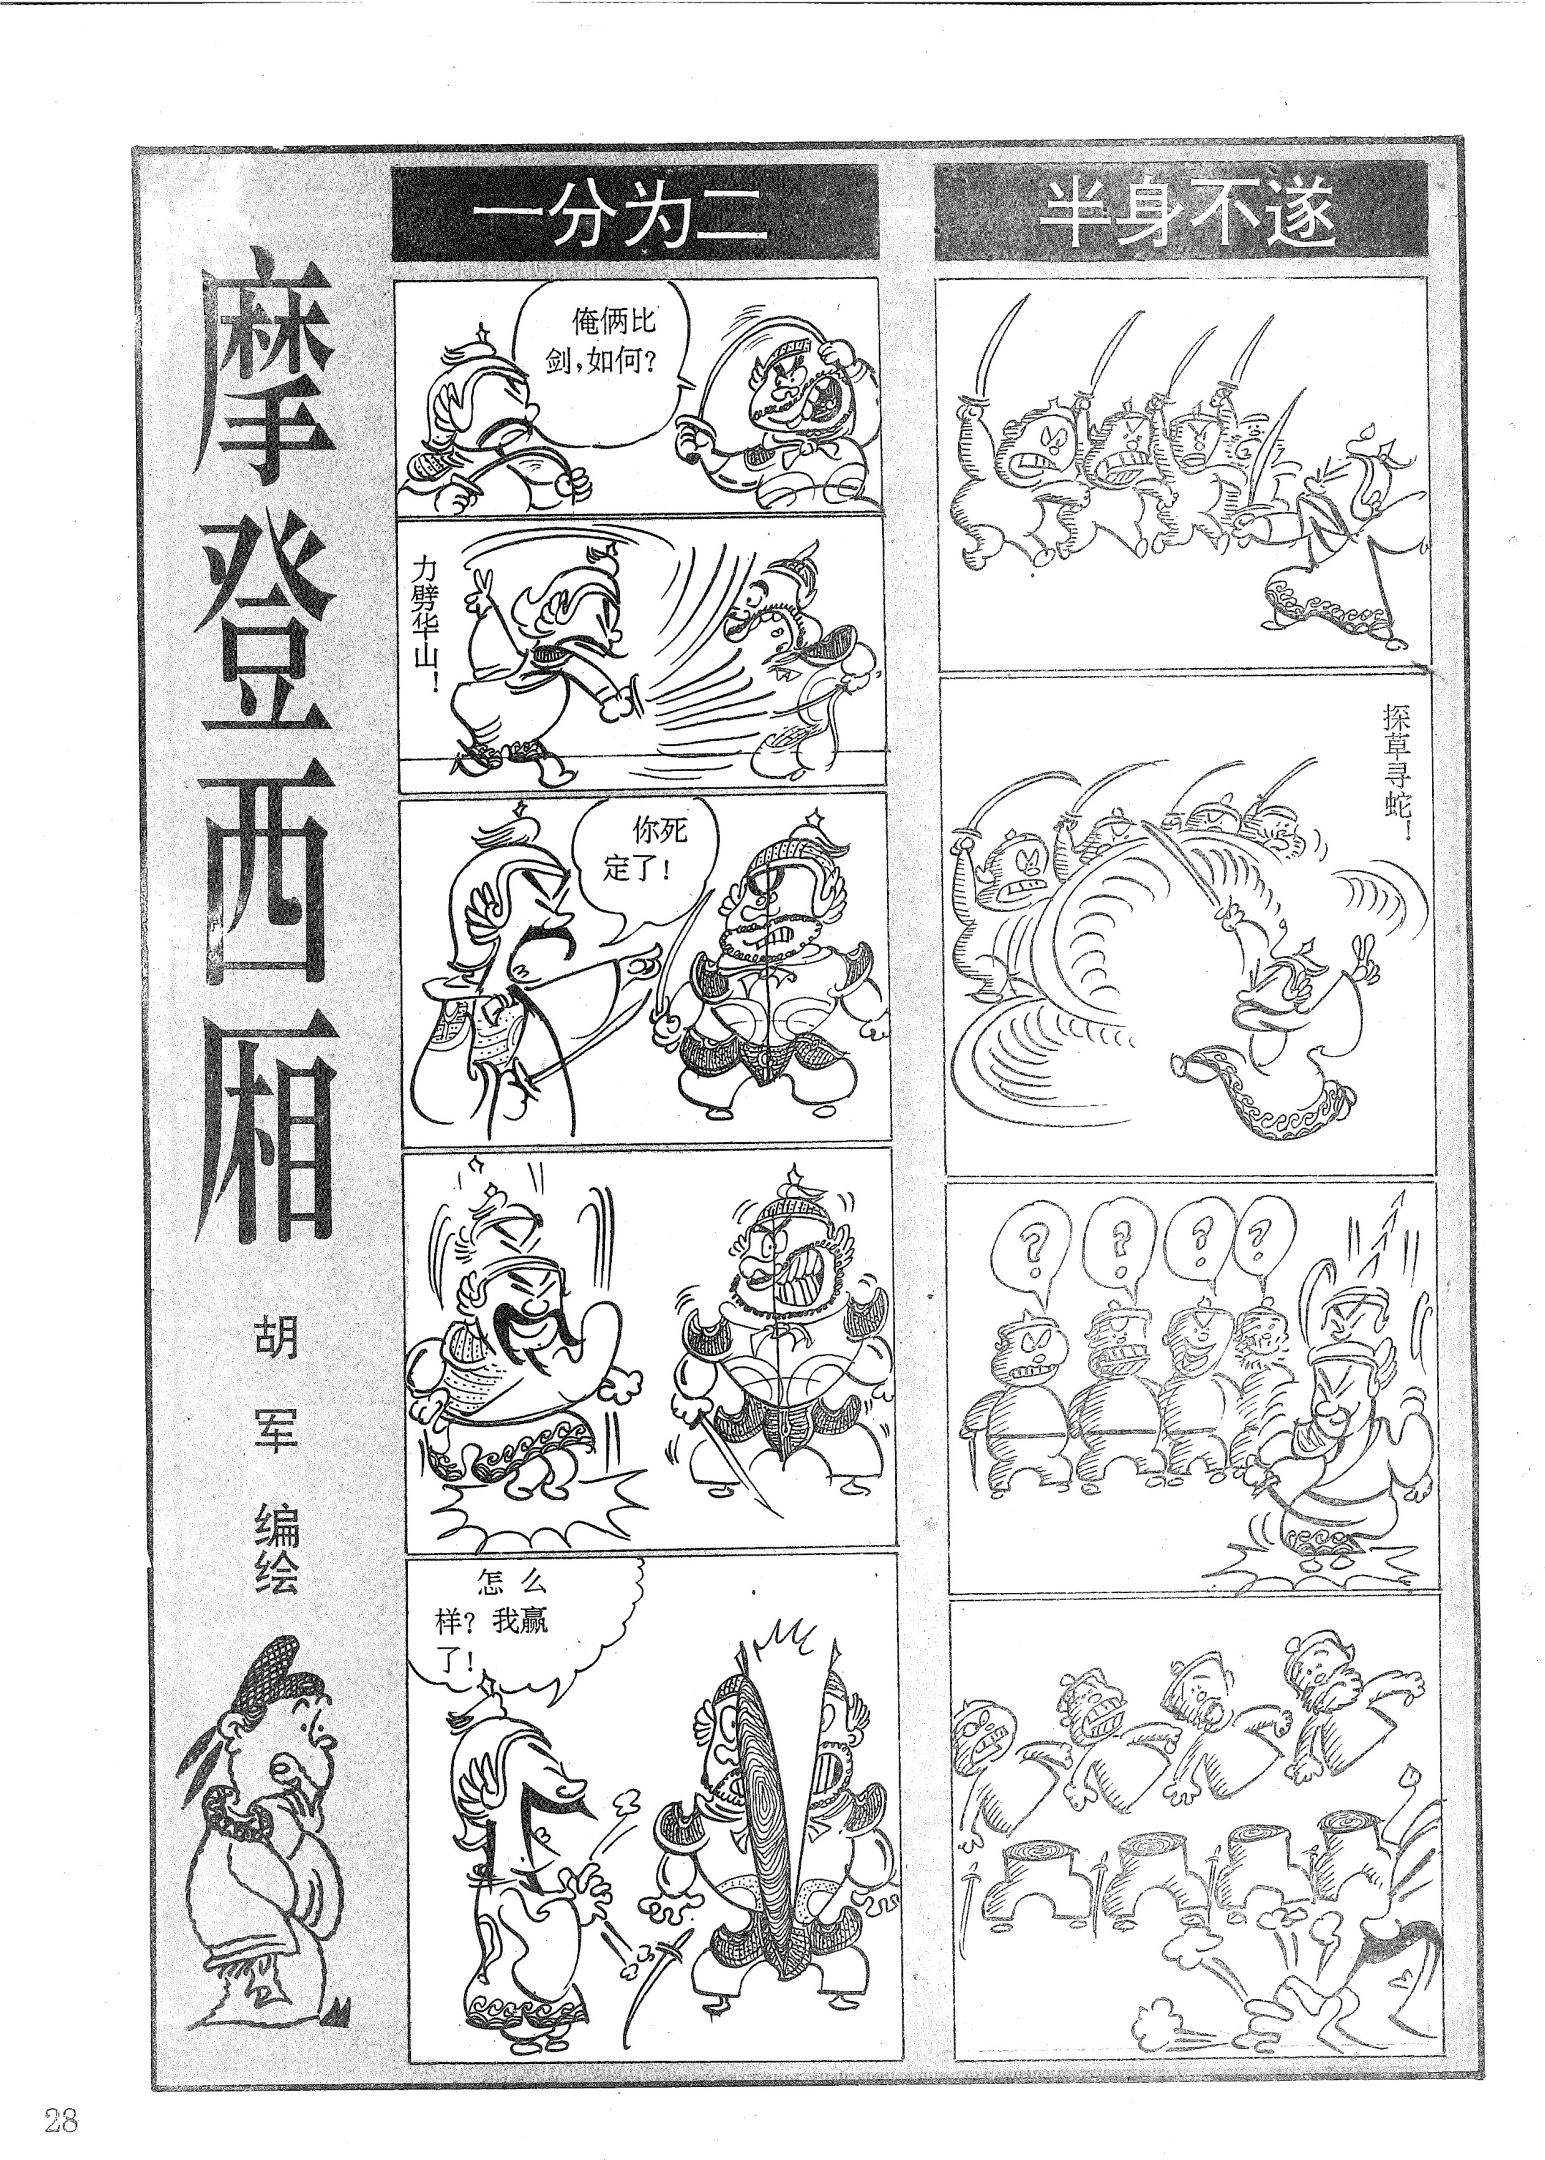 摩登西厢
胡军编绘
一分为二
俺俩比
剑，如何？
力劈华山！
你死
定了！
怎么
样？我赢
了！
半身不遂
探草寻蛇！
？
？
？
？
28